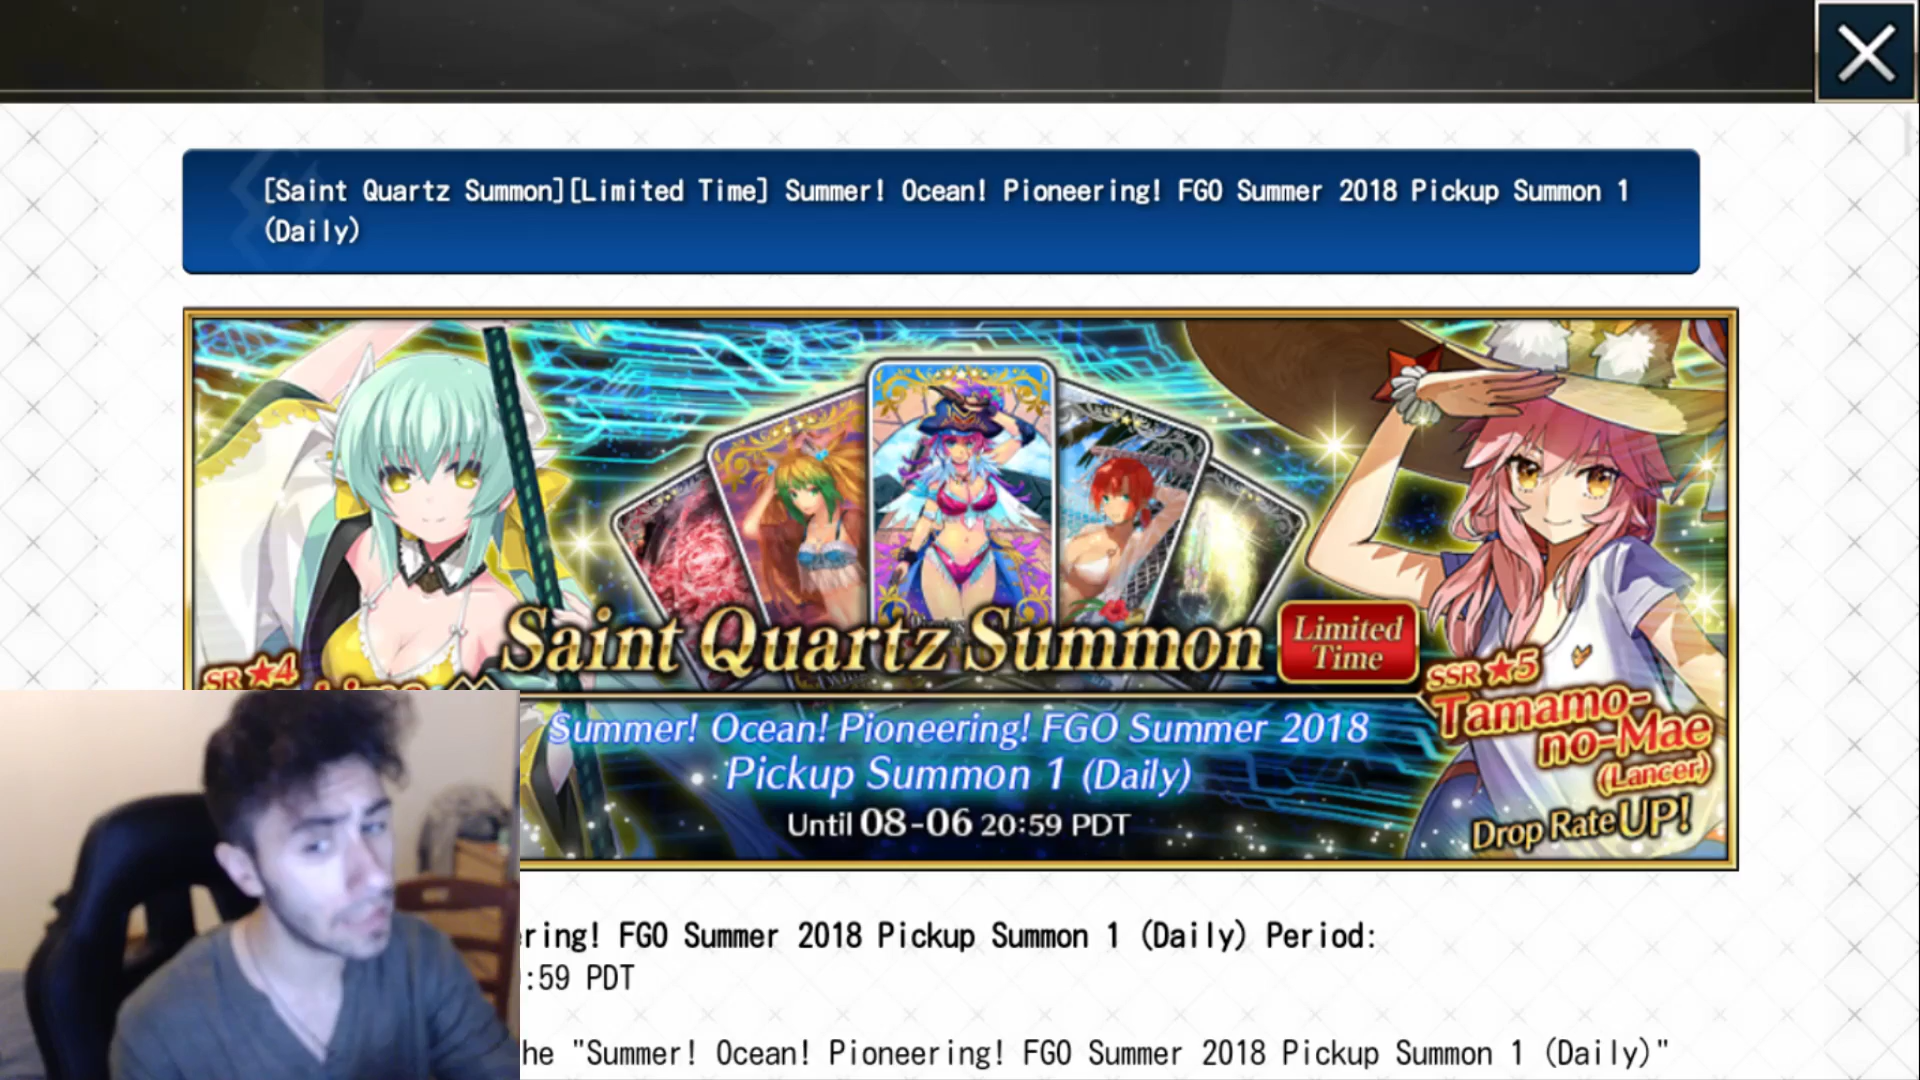 [Saint Quartz Summon][Limited Time] Summer! Ocean! Pioneering! FGO Summer 2018 Pickup Summon 1
(Daily)
Saint Quartz Summon
Limited
Time
SR ★4
SSR ★5
Tamamo-
no-Mae
(Lancer)
Drop Rate UP!
Summer! Ocean! Pioneering! FGO Summer 2018
Pickup Summon 1 (Daily)
Until 08-06 20:59 PDT
ring! FGO Summer 2018 Pickup Summon 1 (Daily) Period:
:59 PDT
he "Summer! Ocean! Pioneering! FGO Summer 2018 Pickup Summon 1 (Daily)"